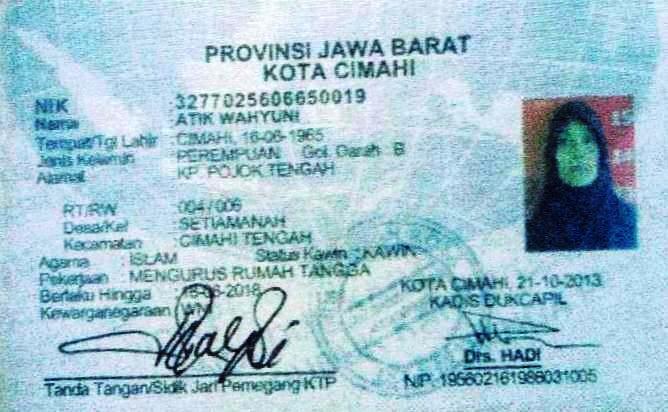 PROVINSI JAWA BARAT
KOTA CIMAHI
NIK : 3277025606650019
Nama : ATIK WAHYUNI
Tempat/Tgl Lahir : CIMAHI, 16-06-1965
Jenis Kelamin : PEREMPUAN Gol. Darah B
Alamat : KP. POJOK TENGAH
RT/RW : 004/006
Desa/Kel : SETIAMANAH
Kecamatan : CIMAHI TENGAH
Agama : ISLAM Status Kawin : KAWIN
Pekerjaan : MENGURUS RUMAH TANGGA
Berlaku Hingga : 16-06-2018
Kewarganegaraan : WNI
KOTA CIMAHI, 21-10-2013
KADIS DUKCAPIL
Drs. HADI
NIP. 195602161986031005
Tanda Tangan/Sidik Jari Pemegang KTP